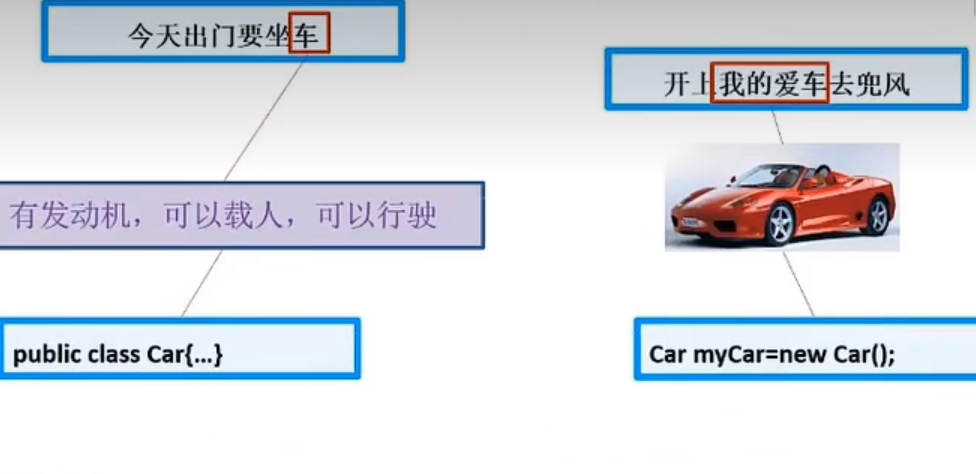 今天出门要坐车
开上我的爱车去兜风
有发动机，可以载人，可以行驶
public class Car{...}
Car myCar=new Car();